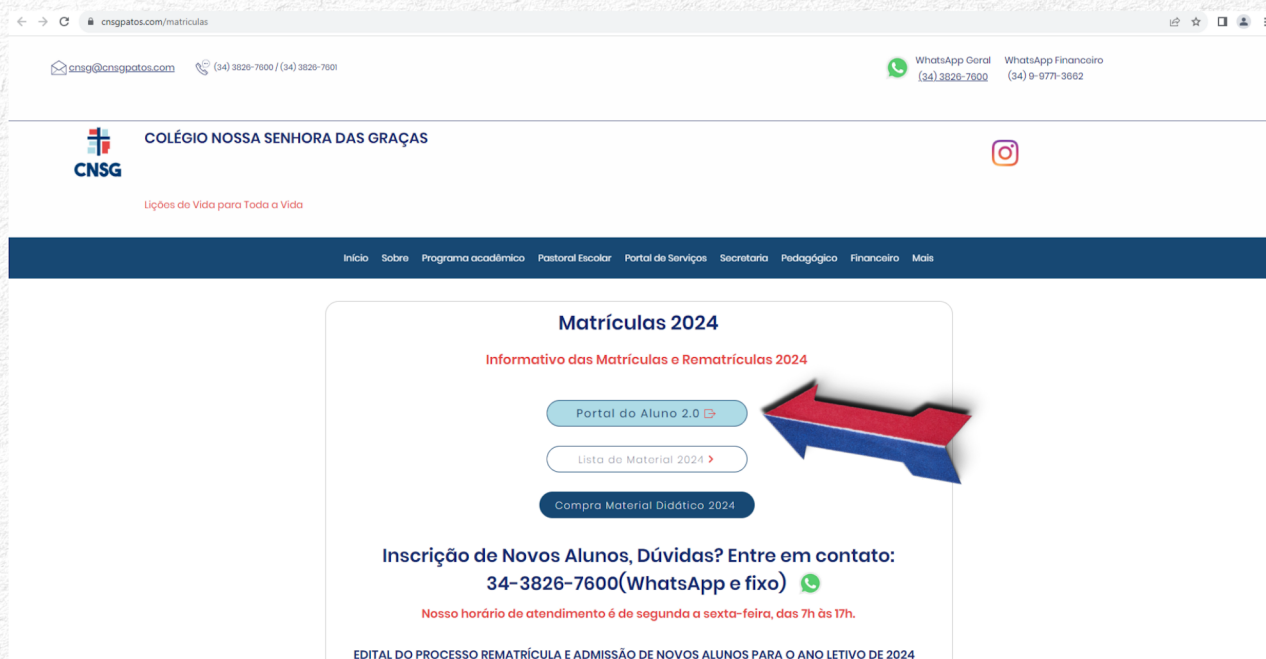 cnsgpatos.com/matriculas
cnsg@cnsgpatos.com (34) 3826-7600 / (34) 3826-7601
WhatsApp Geral WhatsApp Financeiro
(34) 3826-7600 (34) 9-9771-3662
COLÉGIO NOSSA SENHORA DAS GRAÇAS
CNSG
Lições de Vida para Toda a Vida
Início Sobre Programa acadêmico Pastoral Escolar Portal de Serviços Secretaria Pedagógico Financeiro Mais
Matrículas 2024
Informativo das Matrículas e Rematrículas 2024
Portal do Aluno 2.0
Lista de Material 2024
Compra Material Didático 2024
Inscrição de Novos Alunos, Dúvidas? Entre em contato:
34-3826-7600(WhatsApp e fixo)
Nosso horário de atendimento é de segunda a sexta-feira, das 7h às 17h.
EDITAL DO PROCESSO REMATRÍCULA E ADMISSÃO DE NOVOS ALUNOS PARA O ANO LETIVO DE 2024